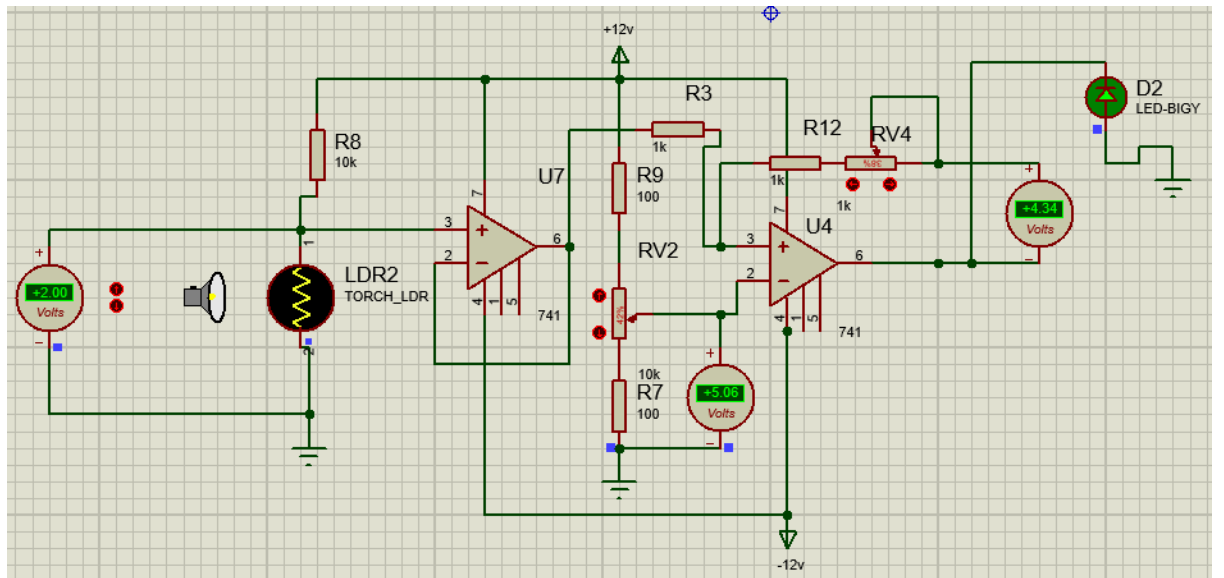 +12v
R3
1k
R8
10k
R12
1k
RV4
38%
1k
D2
LED-BIGY
U7
7
3
2
6
4
1
5
741
R9
100
RV2
42%
10k
R7
100
U4
7
3
2
6
4
1
5
741
+
+4.34
Volts
−
+
+2.00
Volts
−
1
LDR2
TORCH_LDR
2
+
+5.06
Volts
−
-12v